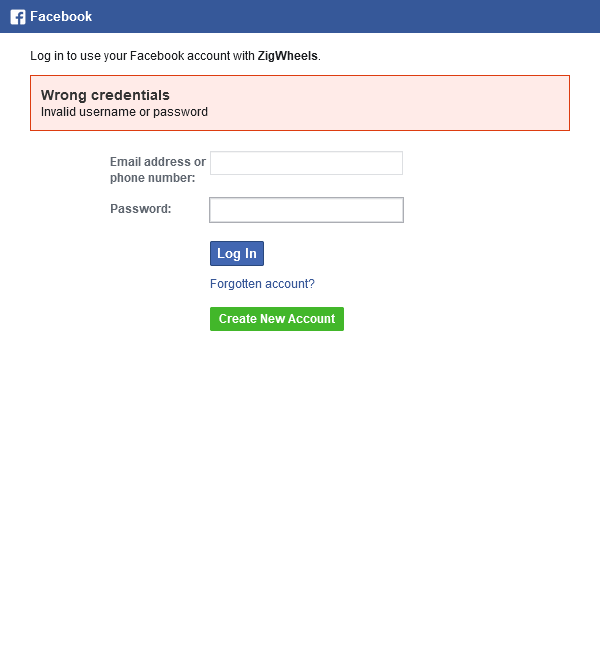 Facebook
Log in to use your Facebook account with ZigWheels.
Wrong credentials
Invalid username or password
Email address or
phone number:
Password:
Log In
Forgotten account?
Create New Account